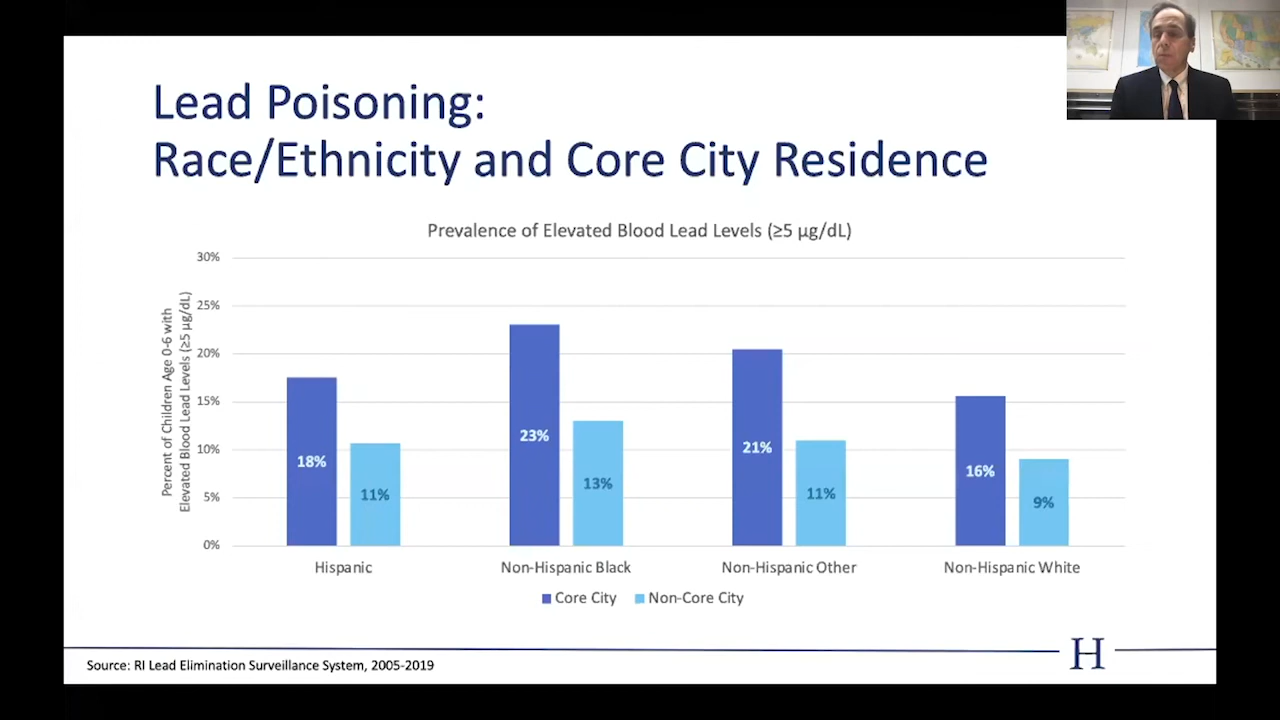 Lead Poisoning:
Race/Ethnicity and Core City Residence
Prevalence of Elevated Blood Lead Levels (≥5 µg/dL)
Percent of Children Age 0-6 with
Elevated Blood Lead Levels (≥5 µg/dL)
30%
25%
20%
15%
10%
5%
0%
18%
11%
23%
13%
21%
11%
16%
9%
Hispanic
Non-Hispanic Black
Non-Hispanic Other
Non-Hispanic White
Core City
Non-Core City
Source: RI Lead Elimination Surveillance System, 2005-2019
H